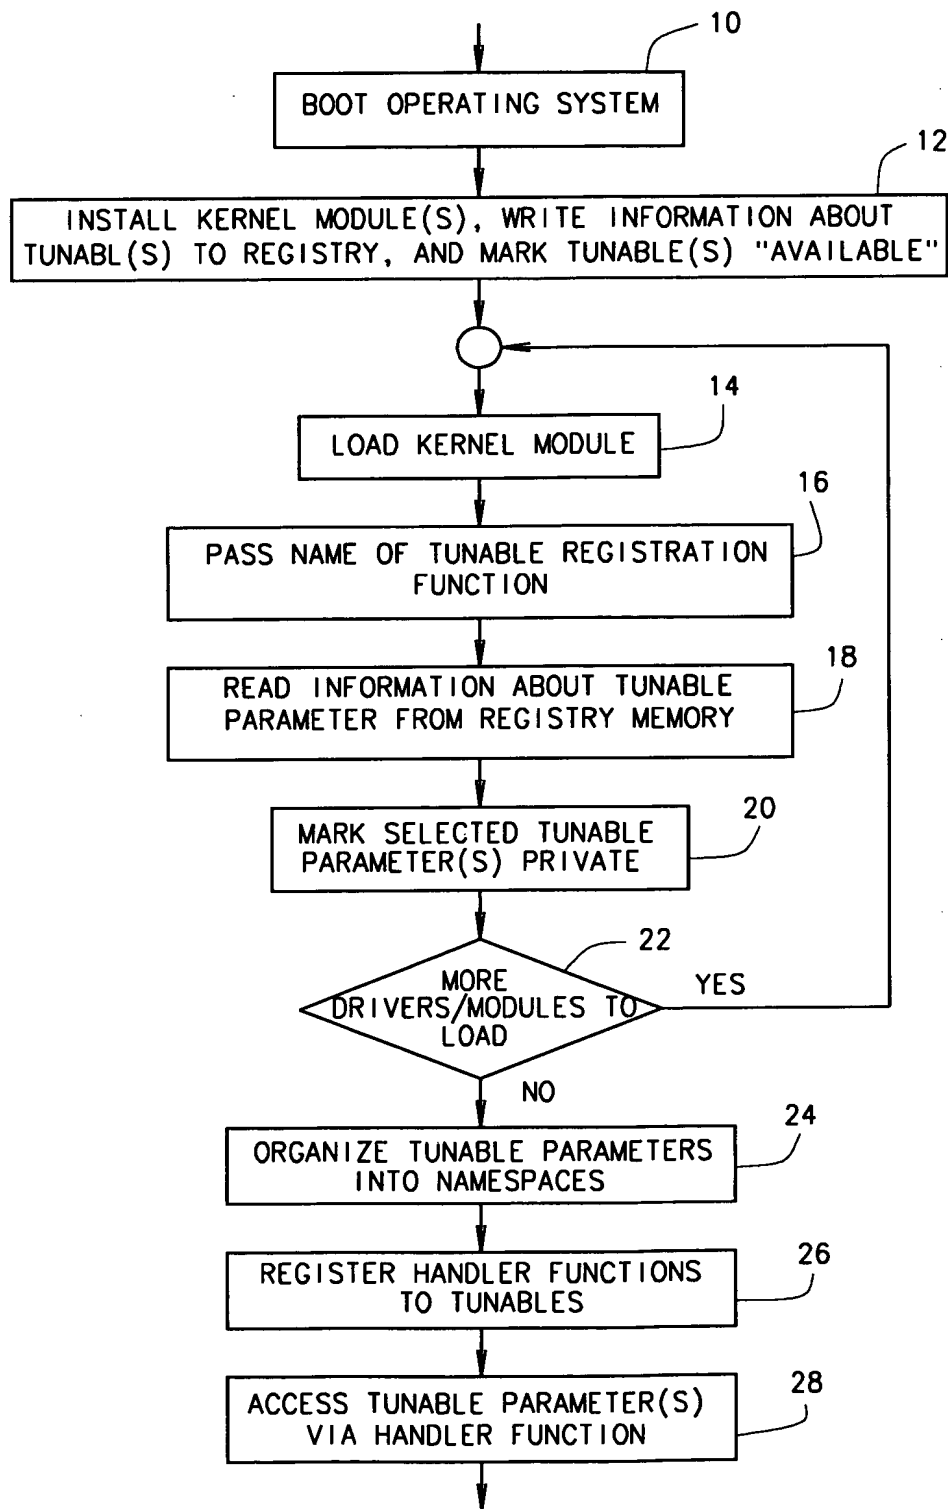 10
BOOT OPERATING SYSTEM
12
INSTALL KERNEL MODULE(S), WRITE INFORMATION ABOUT
TUNABL(S) TO REGISTRY, AND MARK TUNABLE(S) "AVAILABLE"
14
LOAD KERNEL MODULE
16
PASS NAME OF TUNABLE REGISTRATION
FUNCTION
18
READ INFORMATION ABOUT TUNABLE
PARAMETER FROM REGISTRY MEMORY
20
MARK SELECTED TUNABLE
PARAMETER(S) PRIVATE
22
MORE
DRIVERS/MODULES TO
LOAD
YES
NO
24
ORGANIZE TUNABLE PARAMETERS
INTO NAMESPACES
26
REGISTER HANDLER FUNCTIONS
TO TUNABLES
28
ACCESS TUNABLE PARAMETER(S)
VIA HANDLER FUNCTION